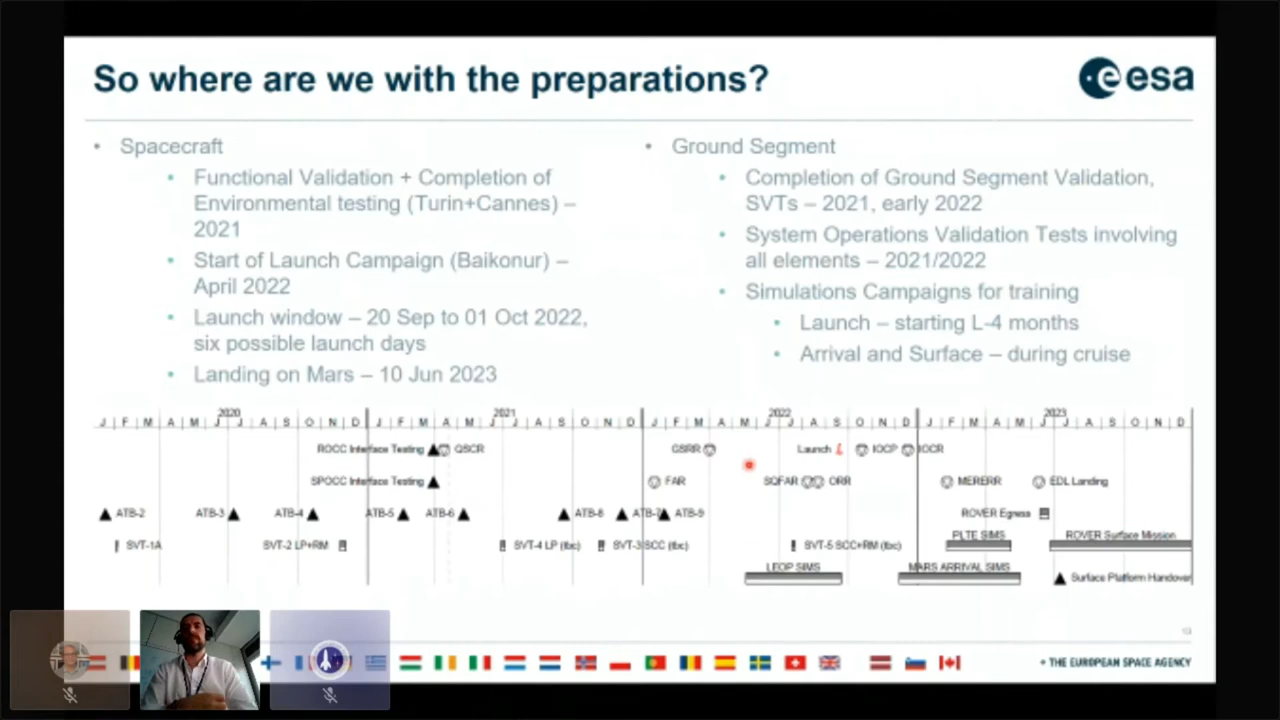 So where are we with the preparations?
esa
• Spacecraft
• Functional Validation + Completion of
Environmental testing (Turin+Cannes) –
2021
• Start of Launch Campaign (Baikonur) –
April 2022
• Launch window – 20 Sep to 01 Oct 2022,
six possible launch days
• Landing on Mars – 10 Jun 2023
• Ground Segment
• Completion of Ground Segment Validation,
SVTs – 2021, early 2022
• System Operations Validation Tests involving
all elements – 2021/2022
• Simulations Campaigns for training
• Launch – starting L-4 months
• Arrival and Surface – during cruise
2020 2021 2022 2023
J F M A M J J A S O N D J F M A M J J A S O N D J F M A M J J A S O N D J F M A M J J A S O N D
ROCC Interface Testing QSCR GSRR Launch IOCP IOCR
SPOCC Interface Testing FAR SQFAR ORR MERERR EDL Landing
ATB-2 ATB-3 ATB-4 ATB-5 ATB-6 ATB-8 ATB-7 ATB-9 ROVER Egress
SVT-1A SVT-2 LP+RM SVT-4 LP (tbc) SVT-3 SCC (tbc) SVT-5 SCC+RM (tbc) PLTE SIMS ROVER Surface Mission
LEOP SIMS MARS ARRIVAL SIMS Surface Platform Handover
→ THE EUROPEAN SPACE AGENCY